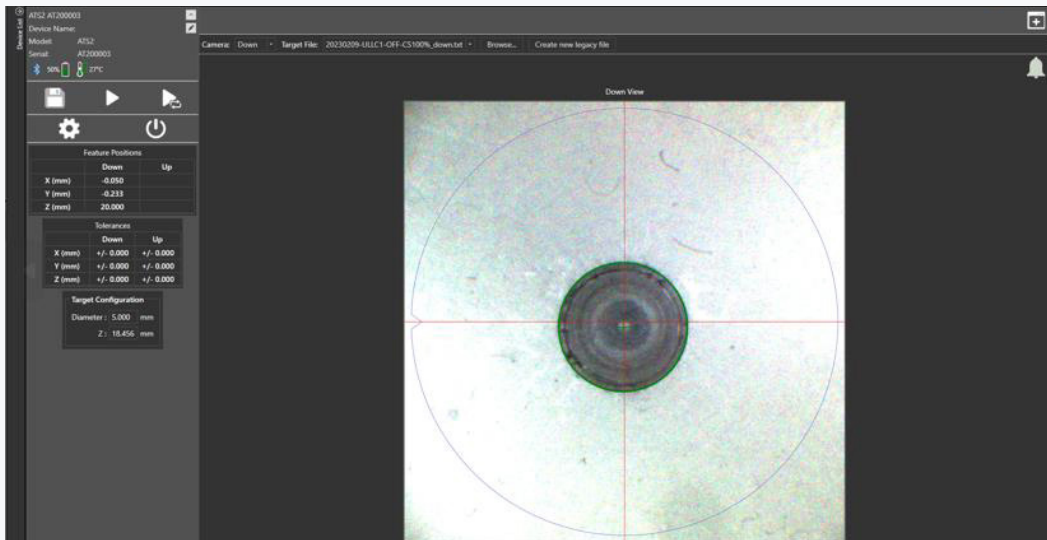 Device List
ATS2 AT200003
Device Name:
Model: ATS2
Serial: AT200003
50% 27°C
Camera: Down Target File: 20230209-ULLC1-OFF-CS100%_down.txt Browse... Create new legacy file
Down View
Feature Positions
Down Up
X (mm) -0.050
Y (mm) -0.233
Z (mm) 20.000
Tolerances
Down Up
X (mm) +/- 0.000 +/- 0.000
Y (mm) +/- 0.000 +/- 0.000
Z (mm) +/- 0.000 +/- 0.000
Target Configuration
Diameter : 5.000 mm
Z : 18.456 mm